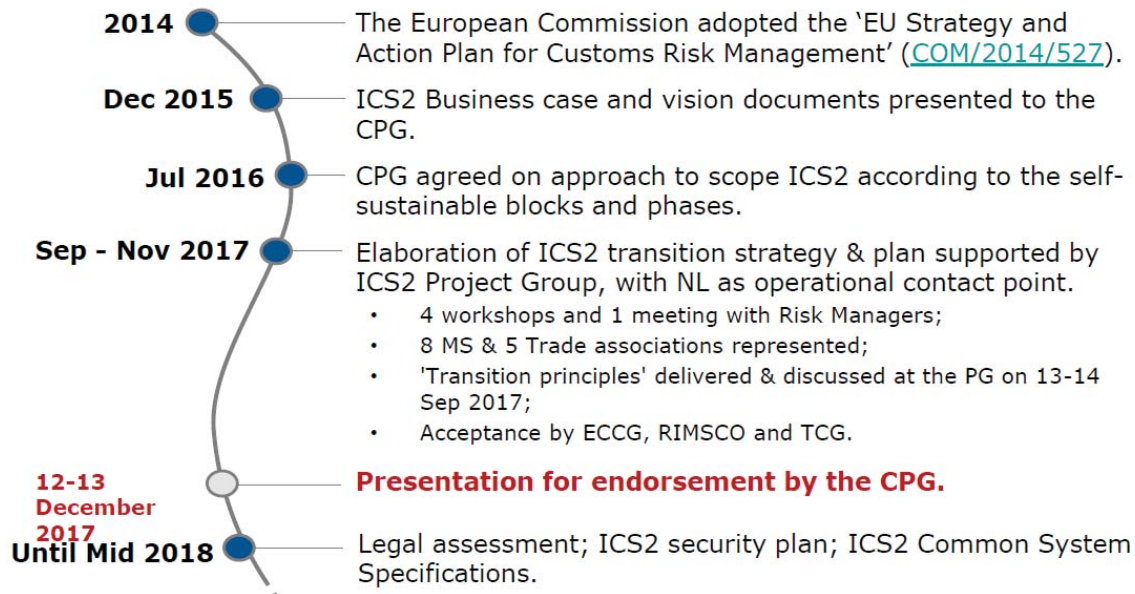 2014
The European Commission adopted the ‘EU Strategy and
Action Plan for Customs Risk Management’ (COM/2014/527).
Dec 2015
ICS2 Business case and vision documents presented to the
CPG.
Jul 2016
CPG agreed on approach to scope ICS2 according to the self-
sustainable blocks and phases.
Sep - Nov 2017
Elaboration of ICS2 transition strategy & plan supported by
ICS2 Project Group, with NL as operational contact point.
• 4 workshops and 1 meeting with Risk Managers;
• 8 MS & 5 Trade associations represented;
• 'Transition principles' delivered & discussed at the PG on 13-14
Sep 2017;
• Acceptance by ECCG, RIMSCO and TCG.
12-13
December
2017
Presentation for endorsement by the CPG.
Until Mid 2018
Legal assessment; ICS2 security plan; ICS2 Common System
Specifications.